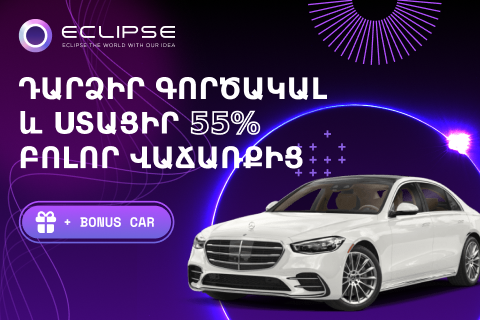 ECLIPSE
ECLIPSE THE WORLD WITH OUR IDEA
ԴԱՐՁԻՐ ԳՈՐԾԱԿԱԼ
և ՍՏԱՑԻՐ 55%
ԲՈԼՈՐ ՎԱՃԱՌՔԻՑ
+ BONUS CAR